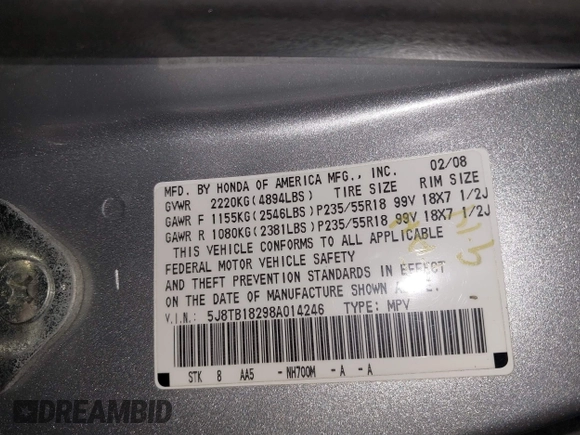 MFD. BY HONDA OF AMERICA MFG., INC. 02/08
GVWR 2220KG(4894LBS) TIRE SIZE RIM SIZE
GAWR F 1155KG(2546LBS)P235/55R18 99V 18X7 1/2J
GAWR R 1080KG(2381LBS)P235/55R18 99V 18X7 1/2J
THIS VEHICLE CONFORMS TO ALL APPLICABLE
FEDERAL MOTOR VEHICLE SAFETY
AND THEFT PREVENTION STANDARDS IN EFFECT
ON THE DATE OF MANUFACTURE SHOWN ABOVE.
V.I.N.: 5J8TB18298A014246 TYPE: MPV
STK 8 AA5 -NH700M -A -A
DREAMBID